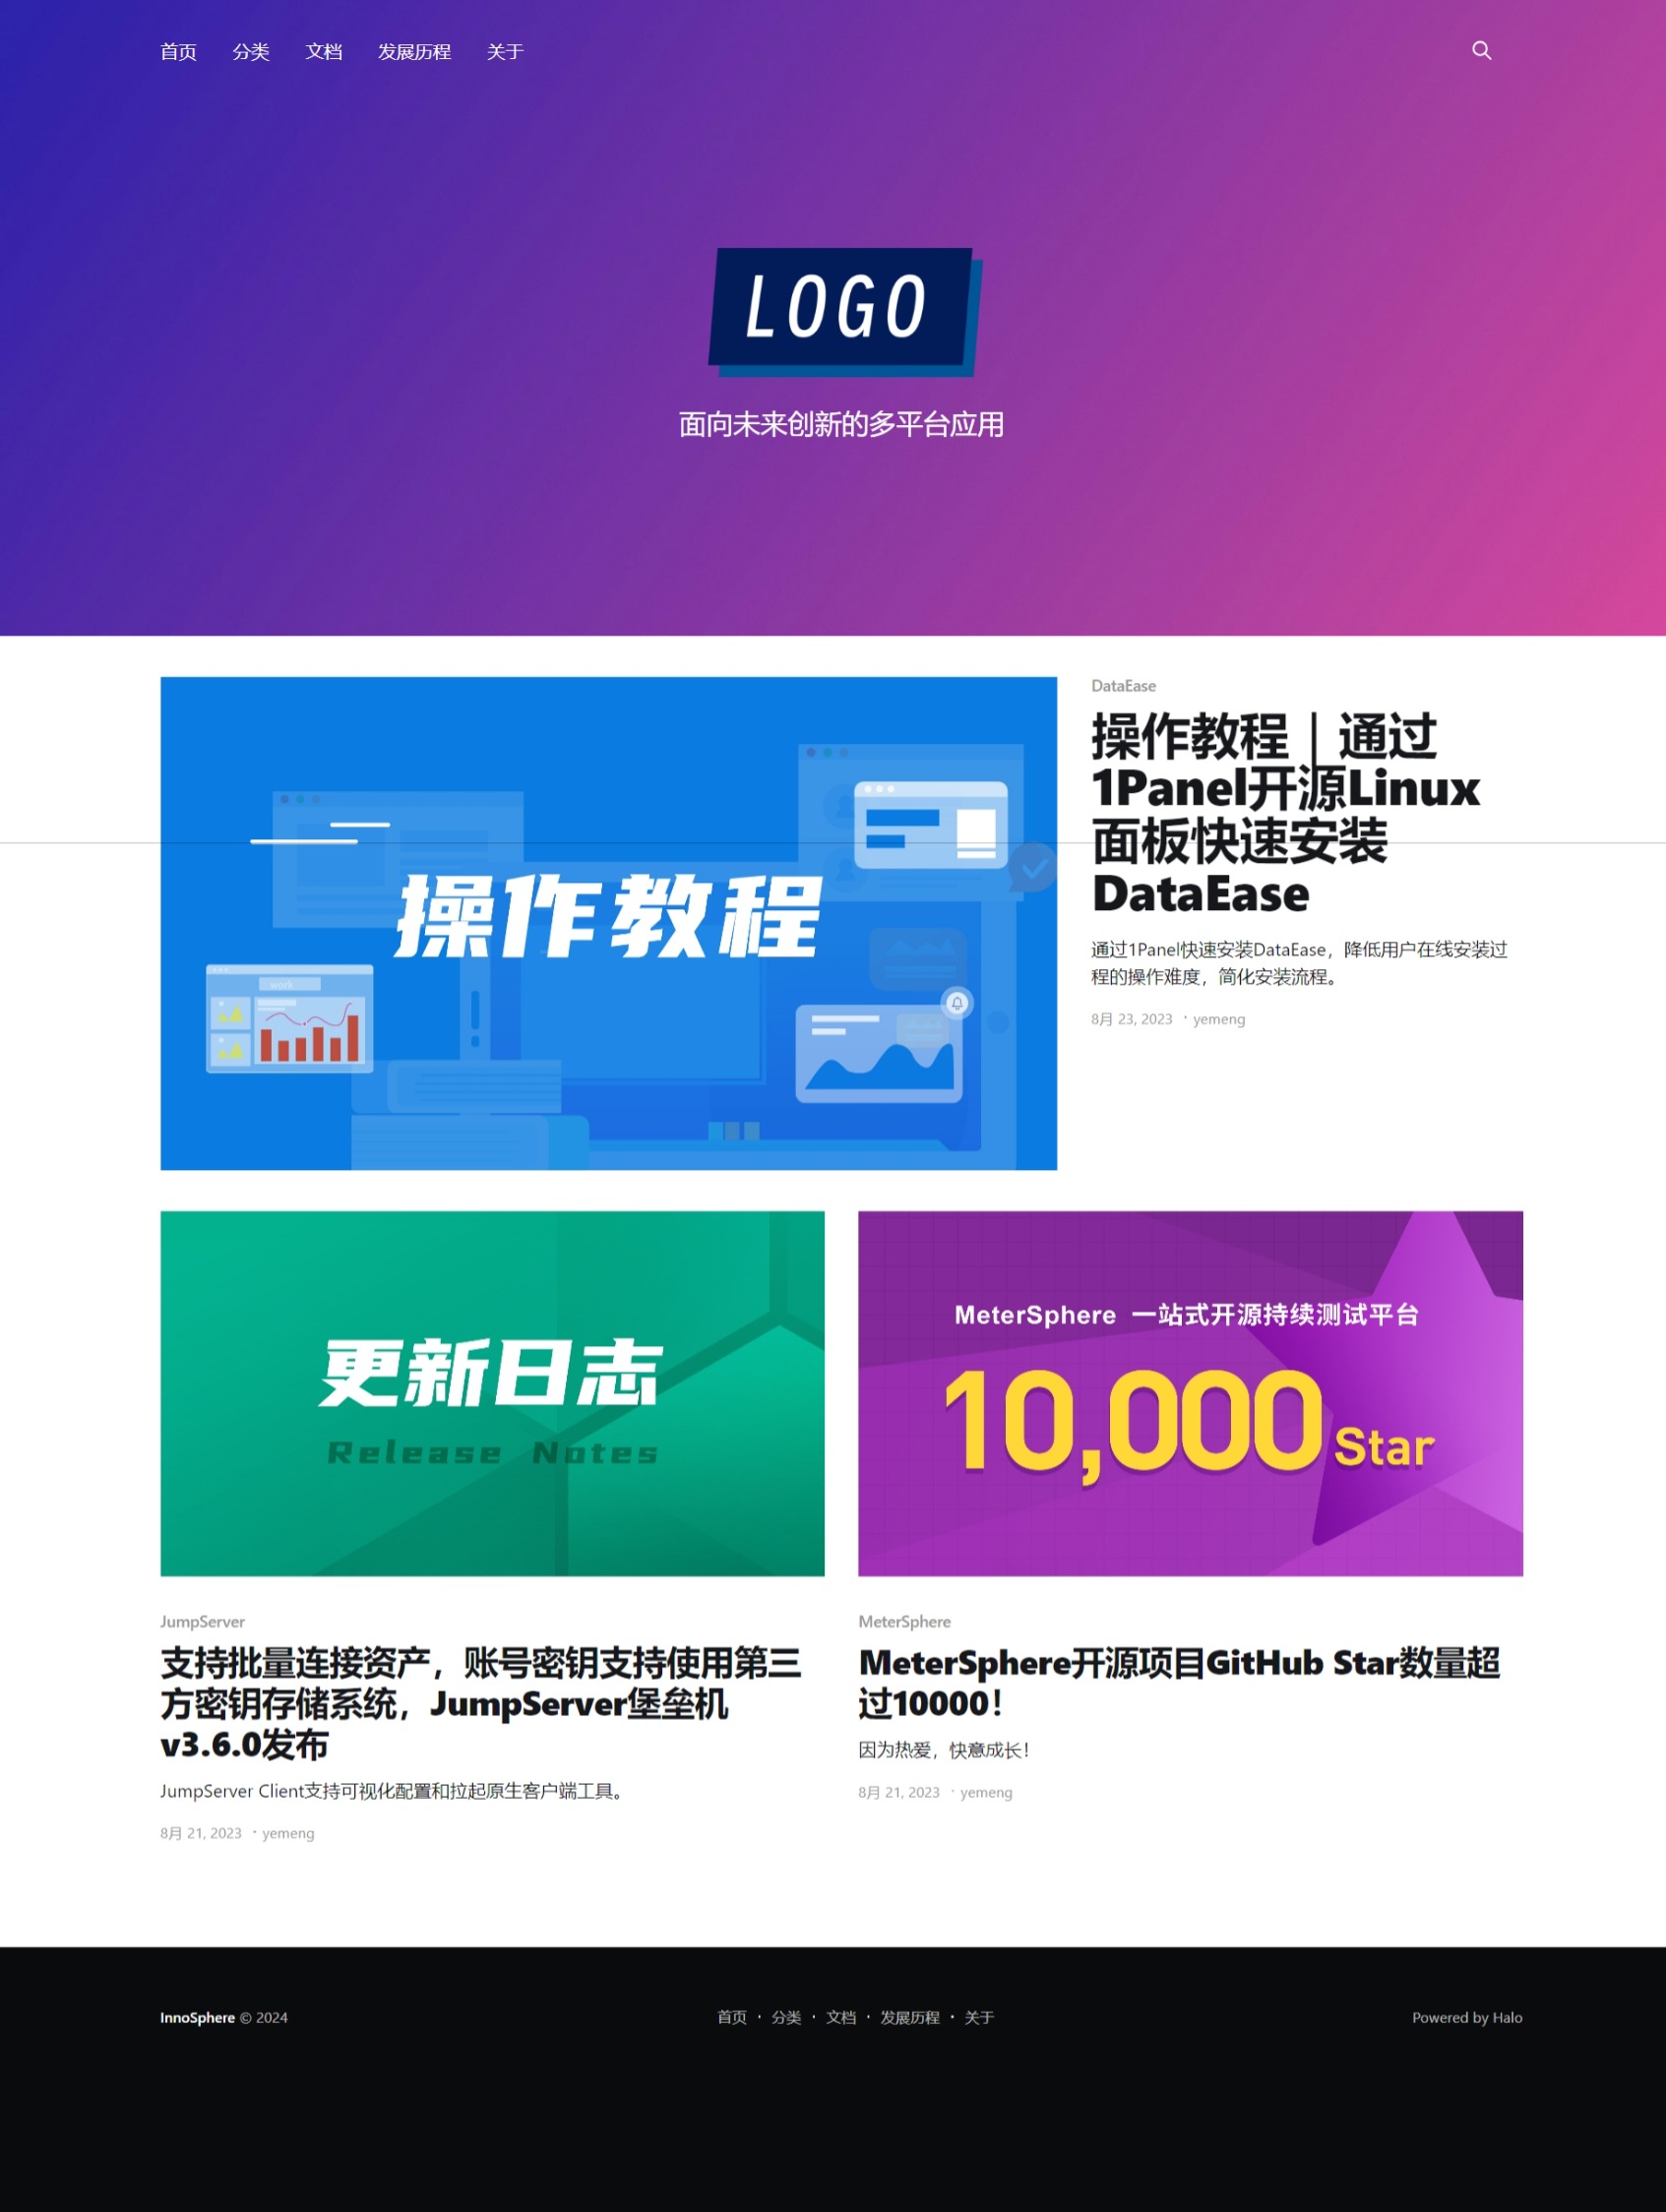 首页 分类 文档 发展历程 关于
LOGO
面向未来创新的多平台应用
操作教程
work
DataEase
操作教程｜通过
1Panel开源Linux
面板快速安装
DataEase
通过1Panel快速安装DataEase，降低用户在线安装过
程的操作难度，简化安装流程。
8月 23, 2023 · yemeng
更新日志
Release Notes
JumpServer
支持批量连接资产，账号密钥支持使用第三
方密钥存储系统，JumpServer堡垒机
v3.6.0发布
JumpServer Client支持可视化配置和拉起原生客户端工具。
8月 21, 2023 · yemeng
MeterSphere 一站式开源持续测试平台
10,000 Star
MeterSphere
MeterSphere开源项目GitHub Star数量超
过10000！
因为热爱，快意成长！
8月 21, 2023 · yemeng
InnoSphere © 2024
首页 · 分类 · 文档 · 发展历程 · 关于
Powered by Halo